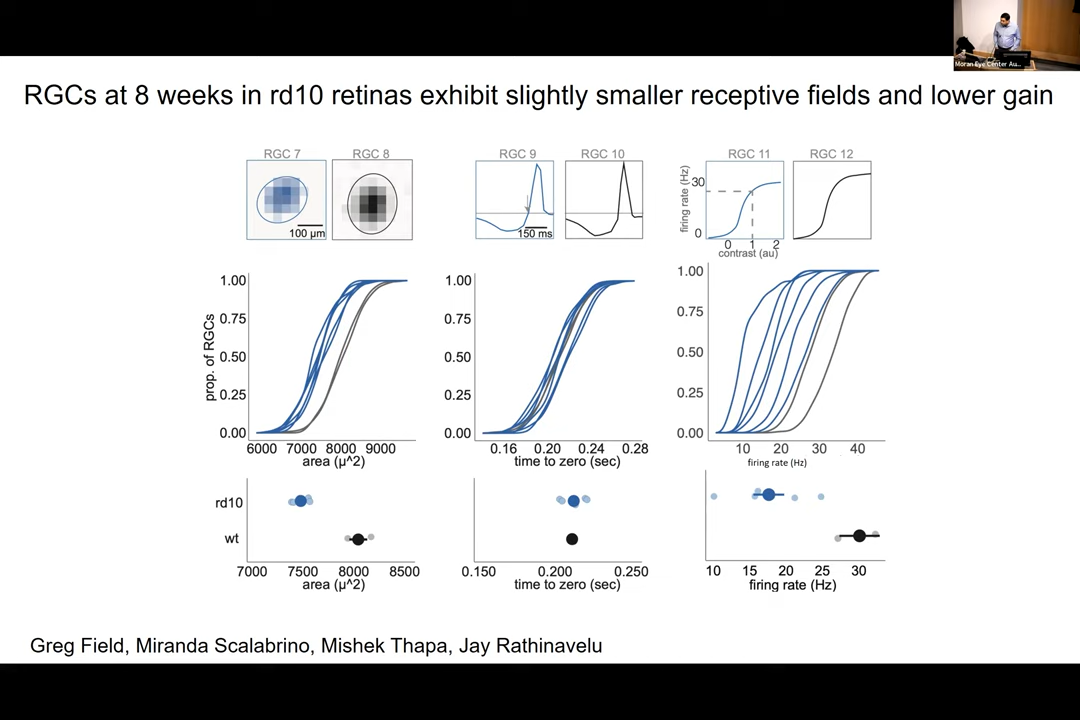 Moran Eye Center Au...
RGCs at 8 weeks in rd10 retinas exhibit slightly smaller receptive fields and lower gain
RGC 7
RGC 8
100 µm
RGC 9
RGC 10
150 ms
RGC 11
RGC 12
firing rate (Hz)
30
0
0 1 2
contrast (au)
prop. of RGCs
1.00
0.75
0.50
0.25
0.00
6000 7000 8000 9000
area (µ^2)
1.00
0.75
0.50
0.25
0.00
0.16 0.20 0.24 0.28
time to zero (sec)
1.00
0.75
0.50
0.25
0.00
10 20 30 40
firing rate (Hz)
rd10
wt
7000 7500 8000 8500
area (µ^2)
0.150 0.200 0.250
time to zero (sec)
10 15 20 25 30
firing rate (Hz)
Greg Field, Miranda Scalabrino, Mishek Thapa, Jay Rathinavelu